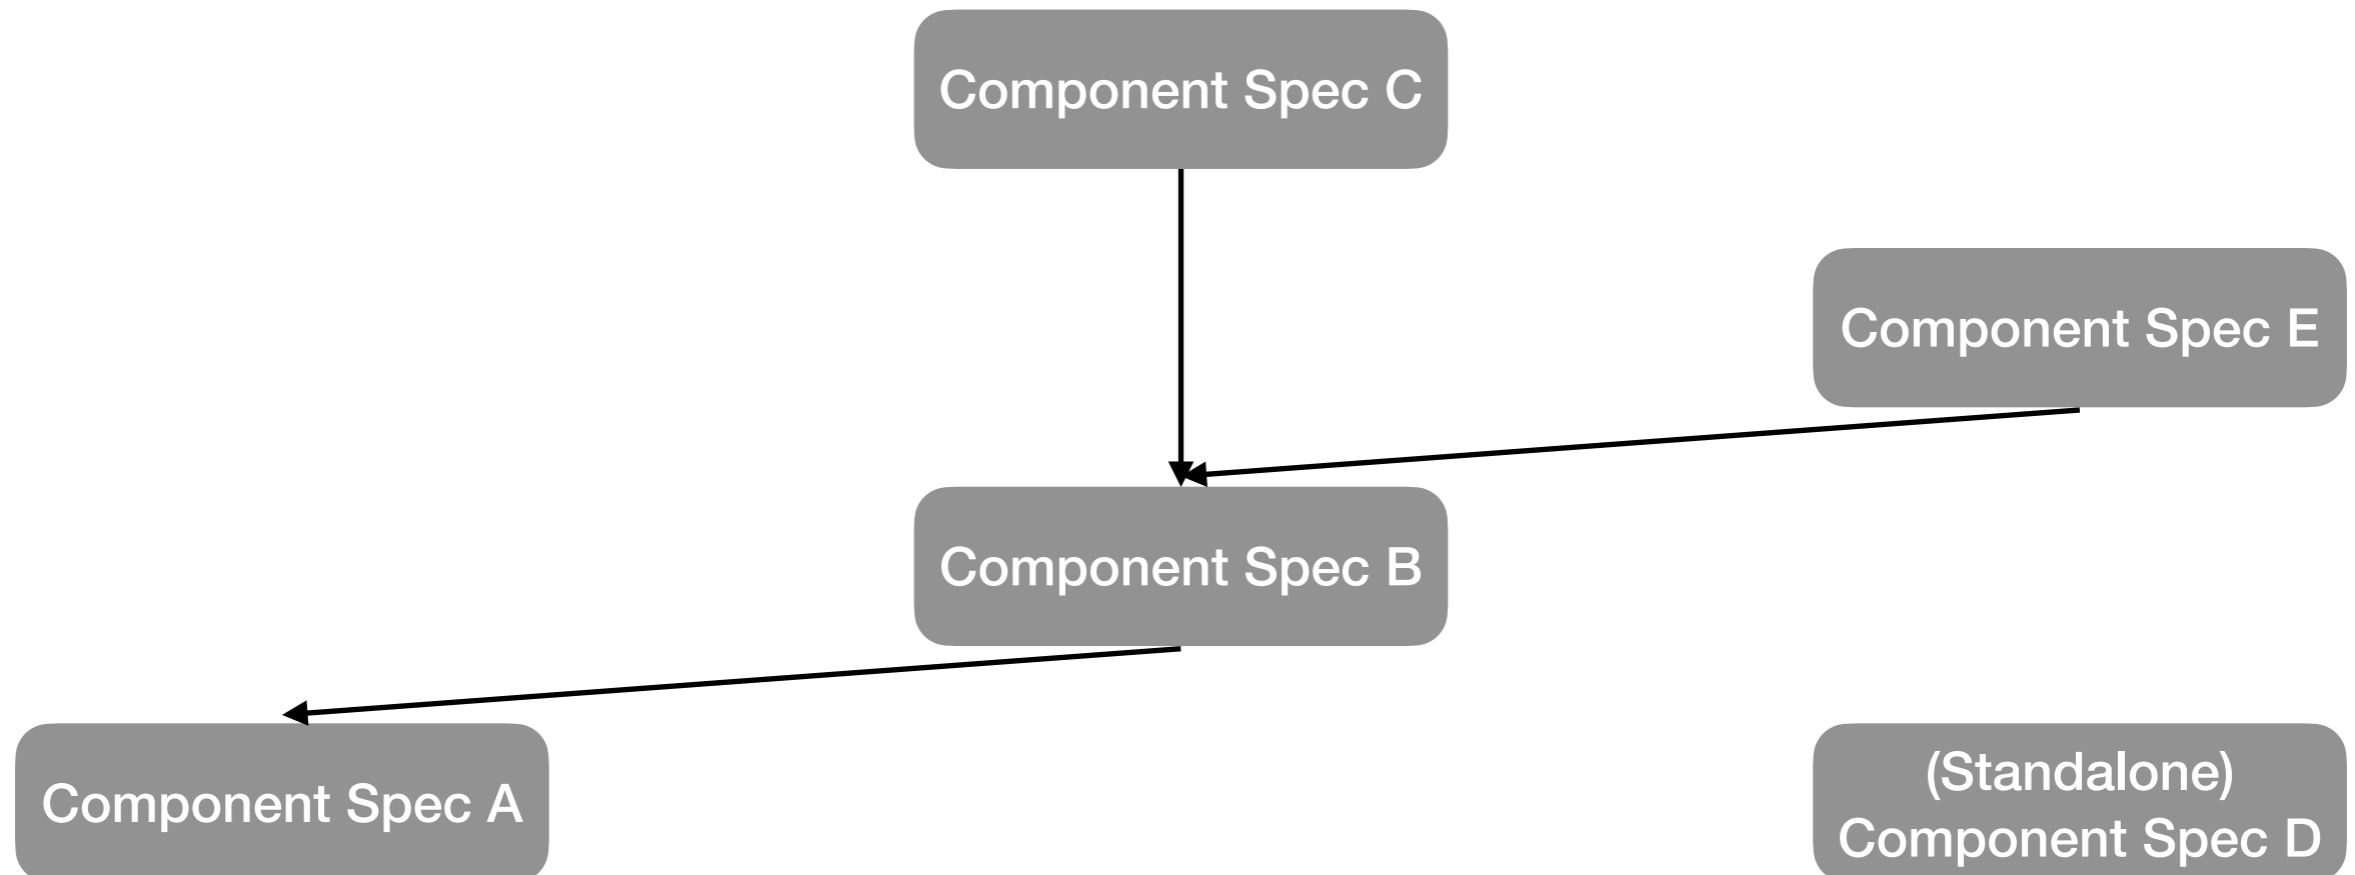 Component Spec C
Component Spec E
Component Spec B
Component Spec A
(Standalone)
Component Spec D